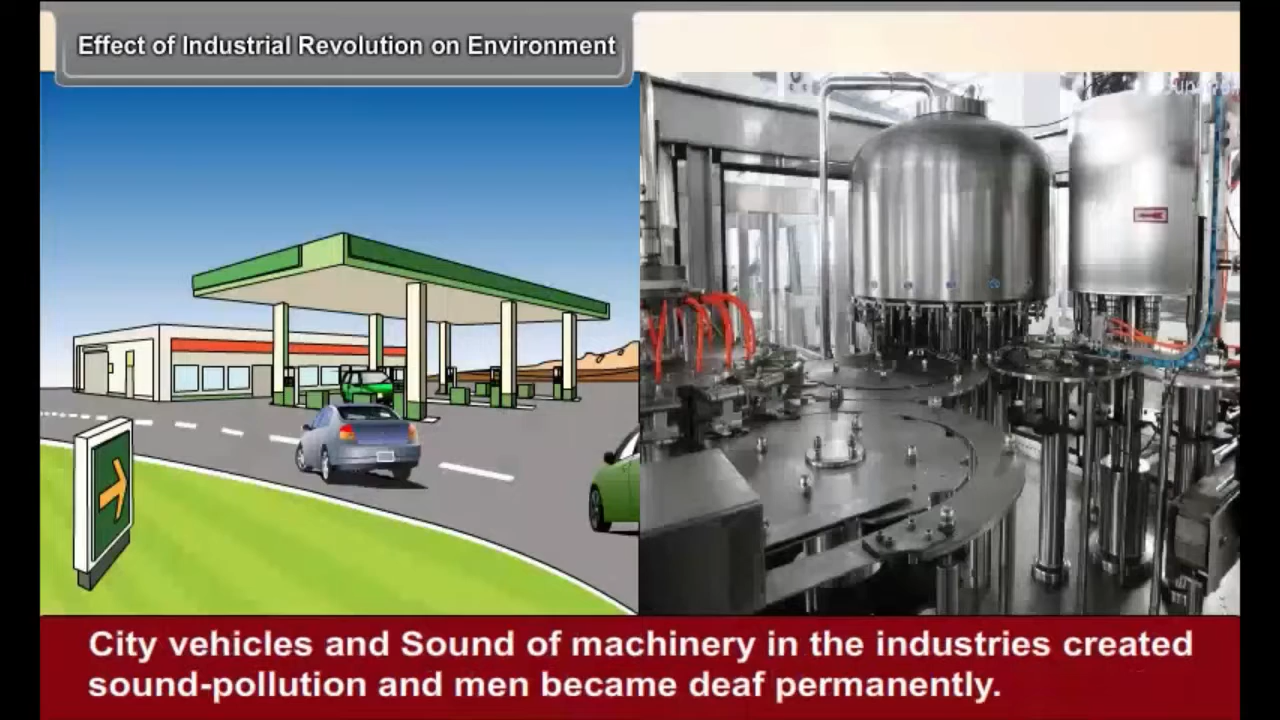 Effect of Industrial Revolution on Environment
City vehicles and Sound of machinery in the industries created
sound-pollution and men became deaf permanently.